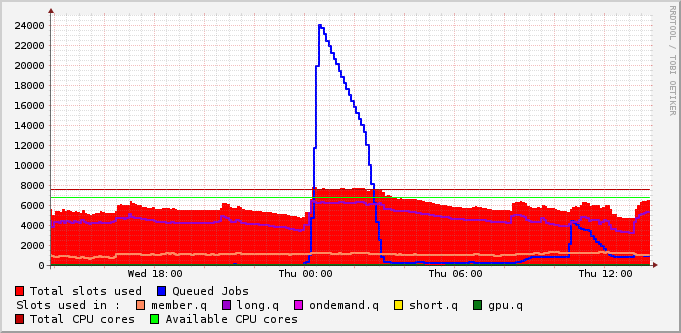 RRDTOOL / TOBI OETIKER
24000
22000
20000
18000
16000
14000
12000
10000
8000
6000
4000
2000
0
Wed 18:00 Thu 00:00 Thu 06:00 Thu 12:00
Total slots used Queued Jobs
Slots used in : member.q long.q ondemand.q short.q gpu.q
Total CPU cores Available CPU cores